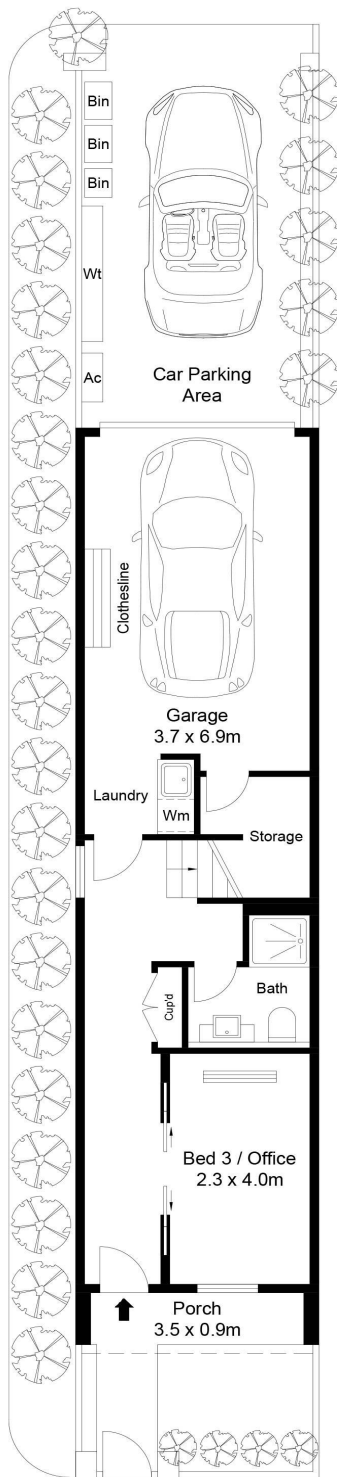 Bin
Bin
Bin
Wt
Ac
Car Parking
Area
Clothesline
Garage
3.7 x 6.9m
Laundry
Wm
Storage
Bath
Cup'd
Bed 3 / Office
2.3 x 4.0m
Porch
3.5 x 0.9m